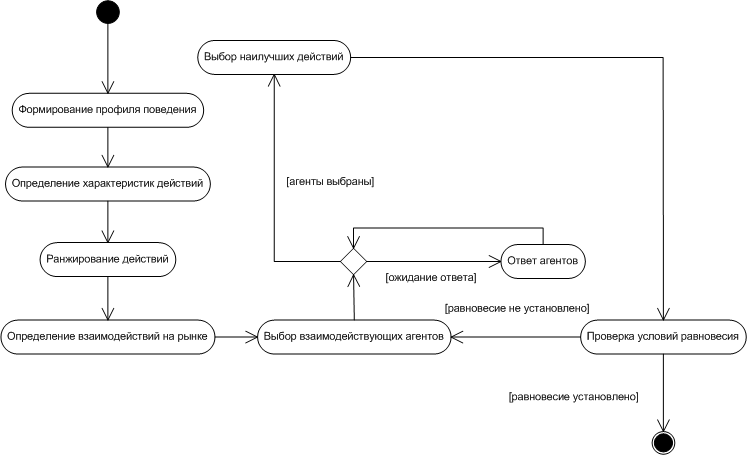 Выбор наилучших действий
Формирование профиля поведения
Определение характеристик действий
[агенты выбраны]
Ранжирование действий
Ответ агентов
[ожидание ответа]
[равновесие не установлено]
Определение взаимодействий на рынке
Выбор взаимодействующих агентов
Проверка условий равновесия
[равновесие установлено]